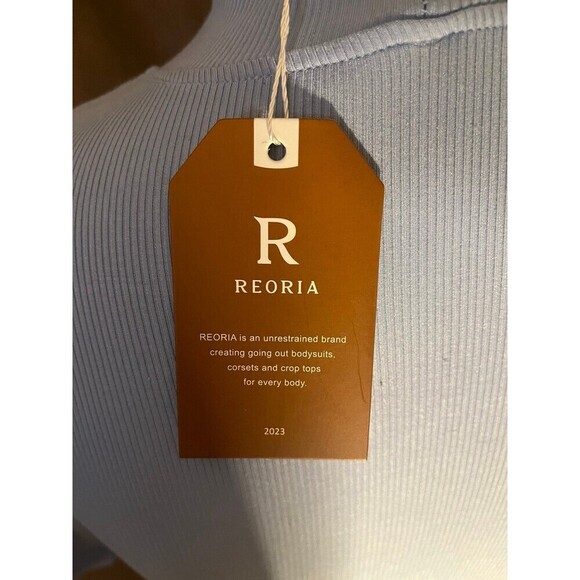 R
REORIA
REORIA is an unrestrained brand
creating going out bodysuits,
corsets and crop tops
for every body.
2023